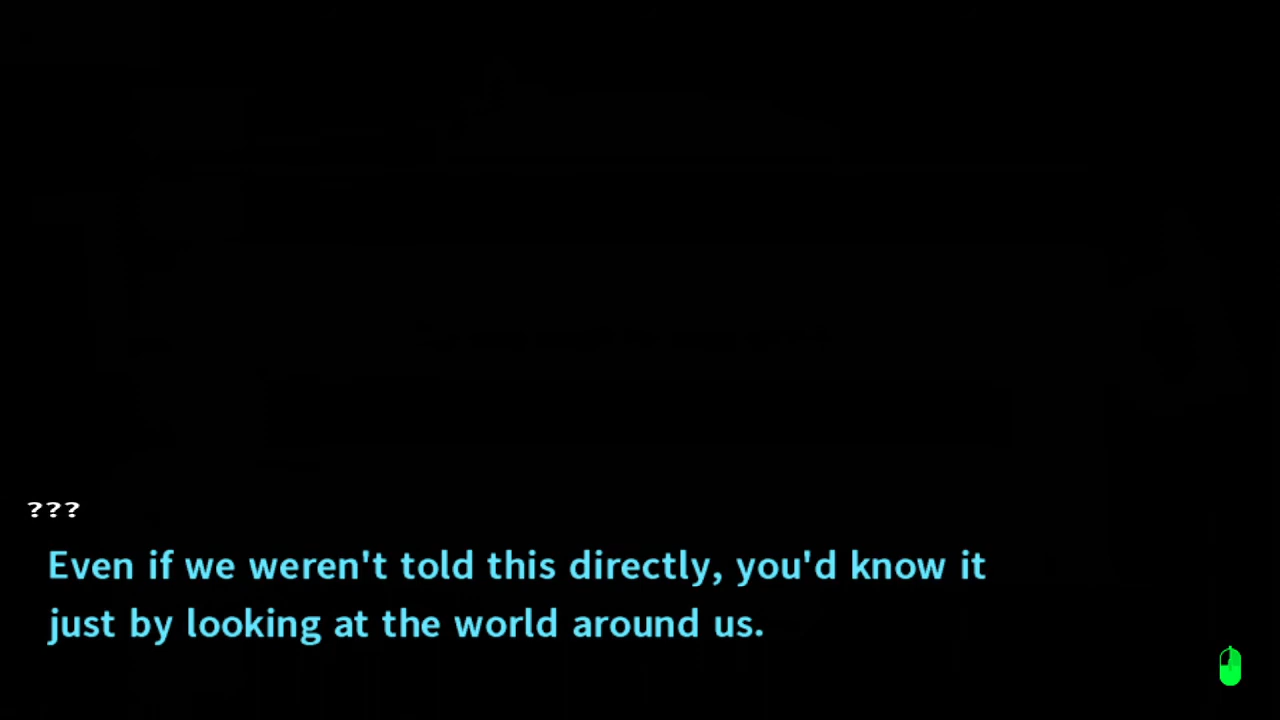 ???
Even if we weren't told this directly, you'd know it
just by looking at the world around us.